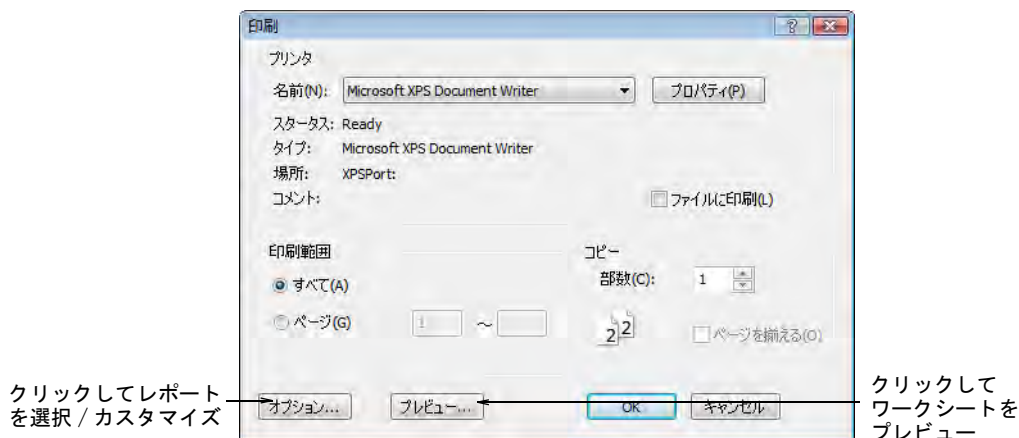 印刷
プリンタ
名前(N): Microsoft XPS Document Writer プロパティ(P)
スタータス: Ready
タイプ: Microsoft XPS Document Writer
場所: XPSPort:
コメント: ファイルに印刷(L)
印刷範囲 コピー
すべて(A) 部数(C): 1
ページ(G) 1 ~ 2 2 ページを揃える(O)
クリックしてレポート
を選択 / カスタマイズ
オプション... プレビュー... OK キャンセル
クリックして
ワークシートを
プレビュー